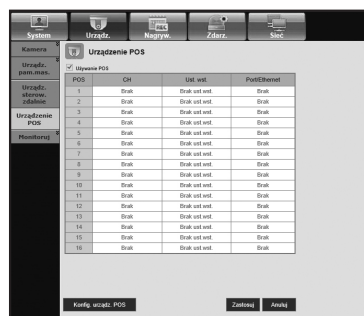 System Urządz. Nagryw. Zdarz. Sieć
Kamera
Urządz. pam.mas.
Urządz. sterow. zdalnie
Urządzenie POS
Monitoruj
Urządzenie POS
Używanie POS
POS CH Ust. wst. Port/Ethernet
1 Brak Brak ust.wst. Brak
2 Brak Brak ust.wst. Brak
3 Brak Brak ust.wst. Brak
4 Brak Brak ust.wst. Brak
5 Brak Brak ust.wst. Brak
6 Brak Brak ust.wst. Brak
7 Brak Brak ust.wst. Brak
8 Brak Brak ust.wst. Brak
9 Brak Brak ust.wst. Brak
10 Brak Brak ust.wst. Brak
11 Brak Brak ust.wst. Brak
12 Brak Brak ust.wst. Brak
13 Brak Brak ust.wst. Brak
14 Brak Brak ust.wst. Brak
15 Brak Brak ust.wst. Brak
16 Brak Brak ust.wst. Brak
Konfig. urządz. POS Zastosuj Anuluj